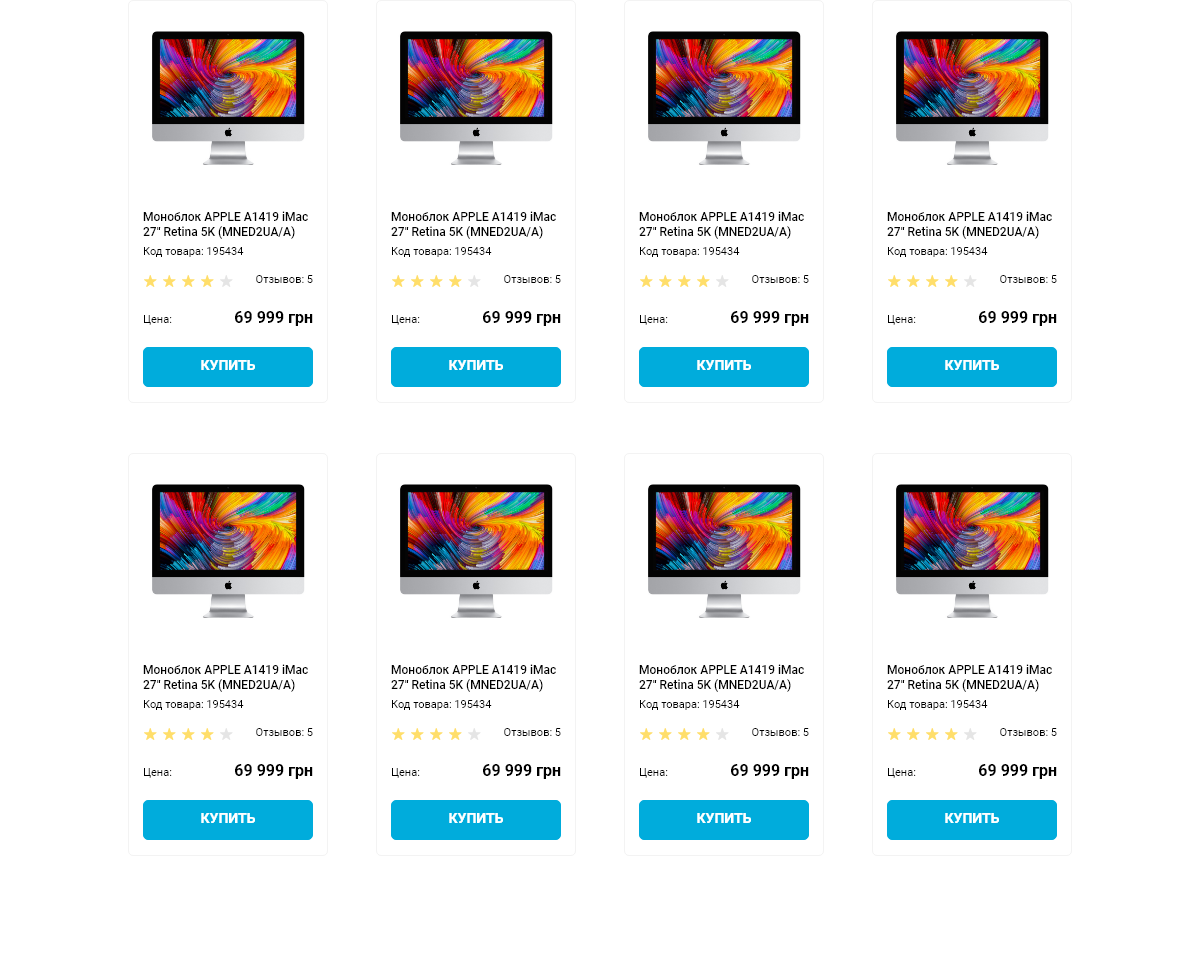 Моноблок APPLE A1419 iMac
27" Retina 5K (MNED2UA/A)
Код товара: 195434
Отзывов: 5
Цена: 69 999 грн
КУПИТЬ
Моноблок APPLE A1419 iMac
27" Retina 5K (MNED2UA/A)
Код товара: 195434
Отзывов: 5
Цена: 69 999 грн
КУПИТЬ
Моноблок APPLE A1419 iMac
27" Retina 5K (MNED2UA/A)
Код товара: 195434
Отзывов: 5
Цена: 69 999 грн
КУПИТЬ
Моноблок APPLE A1419 iMac
27" Retina 5K (MNED2UA/A)
Код товара: 195434
Отзывов: 5
Цена: 69 999 грн
КУПИТЬ
Моноблок APPLE A1419 iMac
27" Retina 5K (MNED2UA/A)
Код товара: 195434
Отзывов: 5
Цена: 69 999 грн
КУПИТЬ
Моноблок APPLE A1419 iMac
27" Retina 5K (MNED2UA/A)
Код товара: 195434
Отзывов: 5
Цена: 69 999 грн
КУПИТЬ
Моноблок APPLE A1419 iMac
27" Retina 5K (MNED2UA/A)
Код товара: 195434
Отзывов: 5
Цена: 69 999 грн
КУПИТЬ
Моноблок APPLE A1419 iMac
27" Retina 5K (MNED2UA/A)
Код товара: 195434
Отзывов: 5
Цена: 69 999 грн
КУПИТЬ